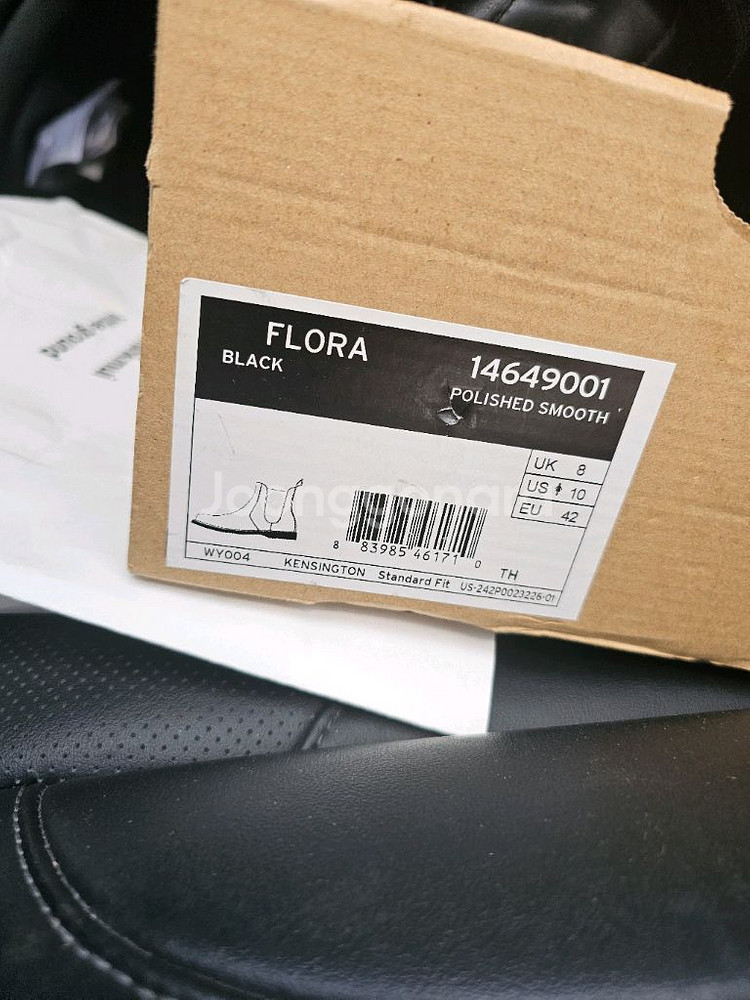 FLORA
BLACK
14649001
POLISHED SMOOTH
UK 8
US 10
EU 42
8 83985 46171 0
TH
WY004 KENSINGTON Standard Fit US-242P0023226-01
ground